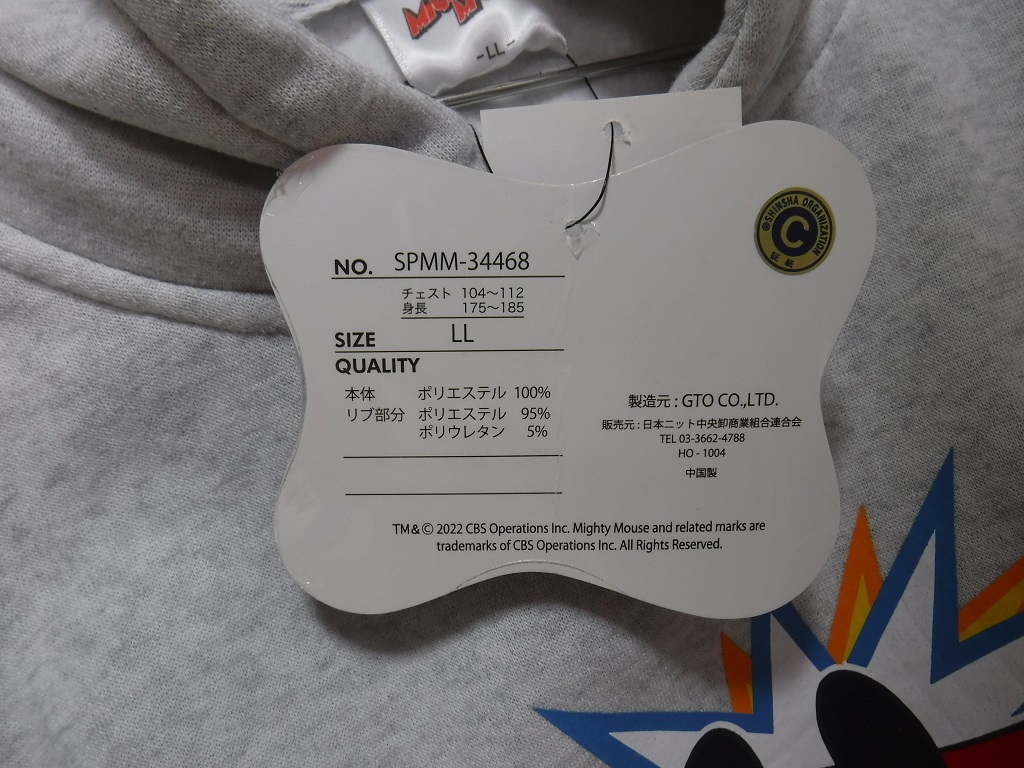 -LL-
NO. SPMM-34468
チェスト 104～112
身長 175～185
SIZE LL
QUALITY
本体 ポリエステル 100%
リブ部分 ポリエステル 95%
ポリウレタン 5%
®SHINSHA ORGANIZATION
C
証紙
製造元 : GTO CO.,LTD.
販売元 : 日本ニット中央卸商業組合連合会
TEL 03-3662-4788
HO - 1004
中国製
TM&© 2022 CBS Operations Inc. Mighty Mouse and related marks are
trademarks of CBS Operations Inc. All Rights Reserved.